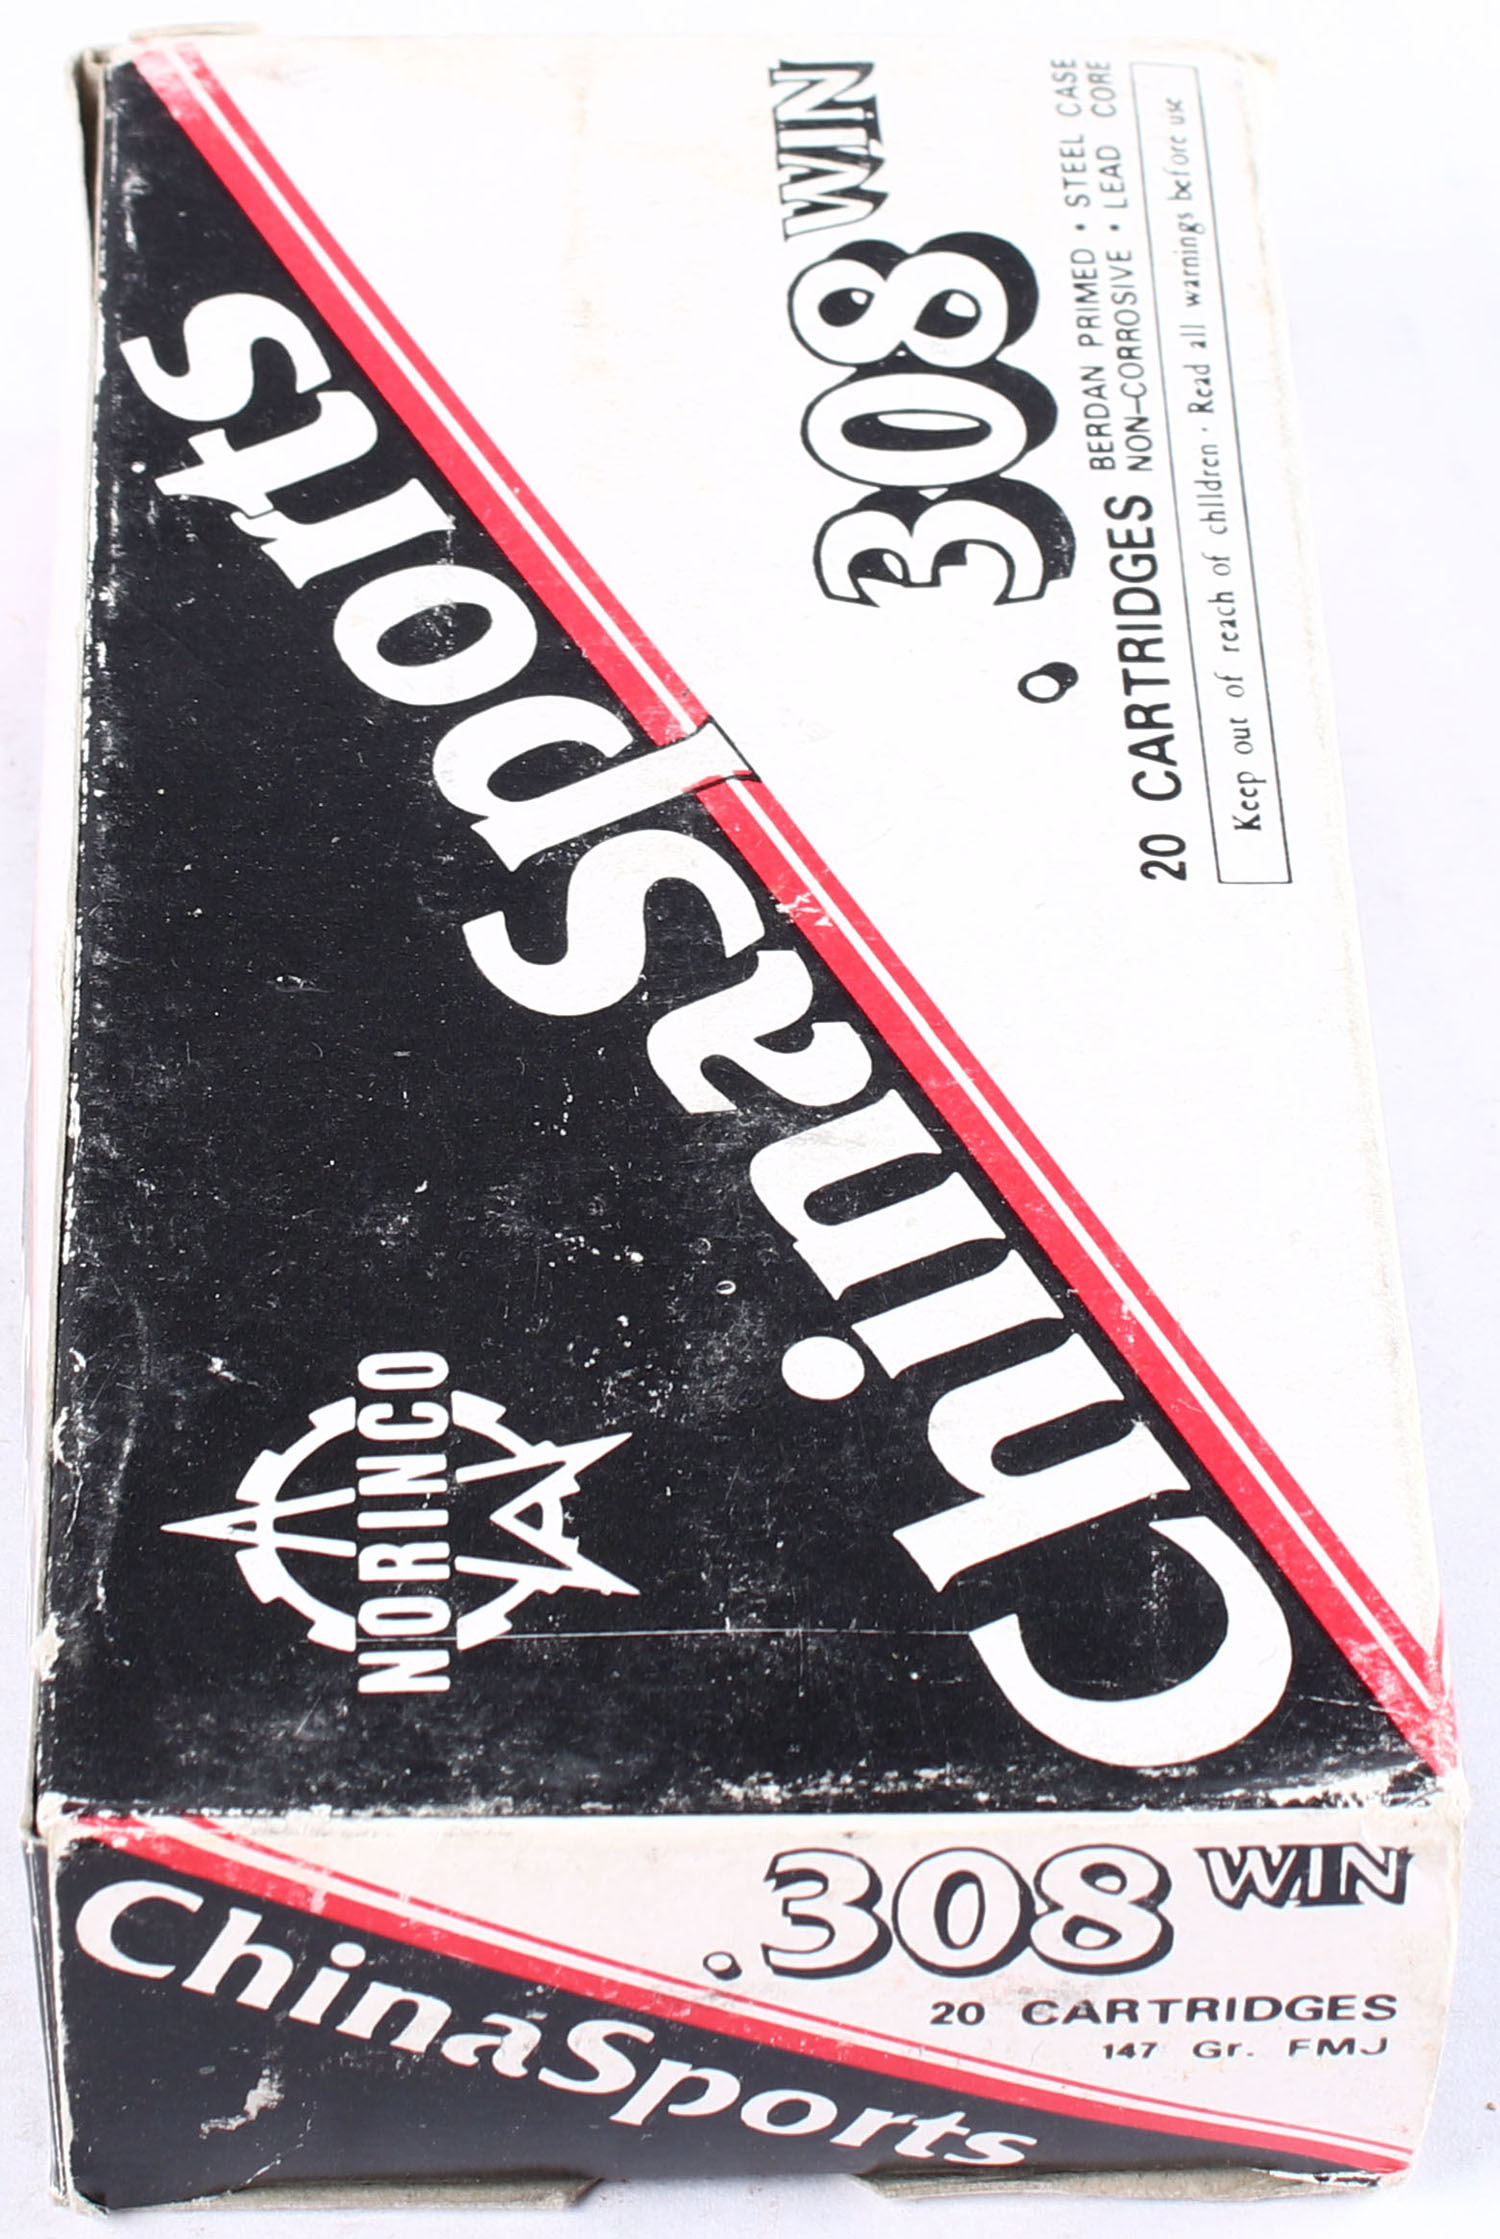 ChinaSports
NORINCO
.308 WIN
20 CARTRIDGES
BERDAN PRIMED • STEEL CASE
NON-CORROSIVE • LEAD CORE
Keep out of reach of children · Read all warnings before use
ChinaSports
.308 WIN
20 CARTRIDGES
147 Gr. FMJ